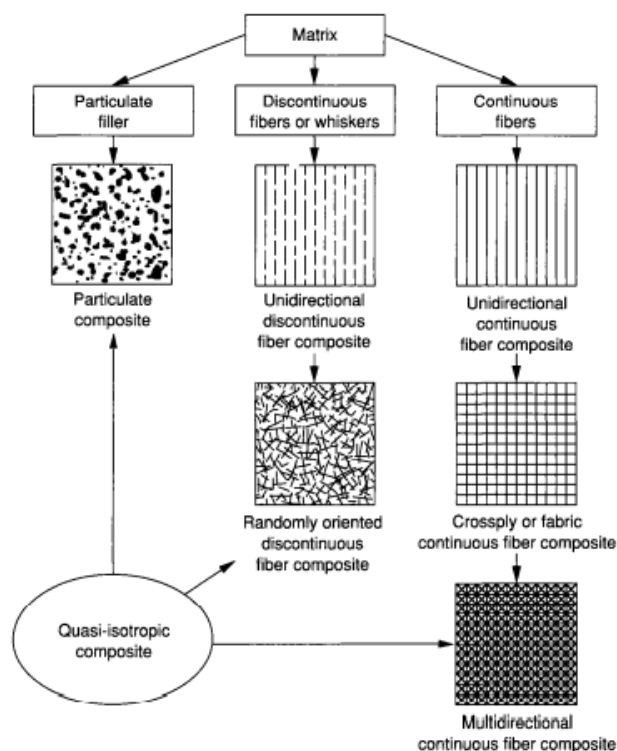 Matrix
Particulate
filler
Discontinuous
fibers or whiskers
Continuous
fibers
Particulate
composite
Unidirectional
discontinuous
fiber composite
Unidirectional
continuous
fiber composite
Randomly oriented
discontinuous
fiber composite
Crossply or fabric
continuous fiber composite
Quasi-isotropic
composite
Multidirectional
continuous fiber composite